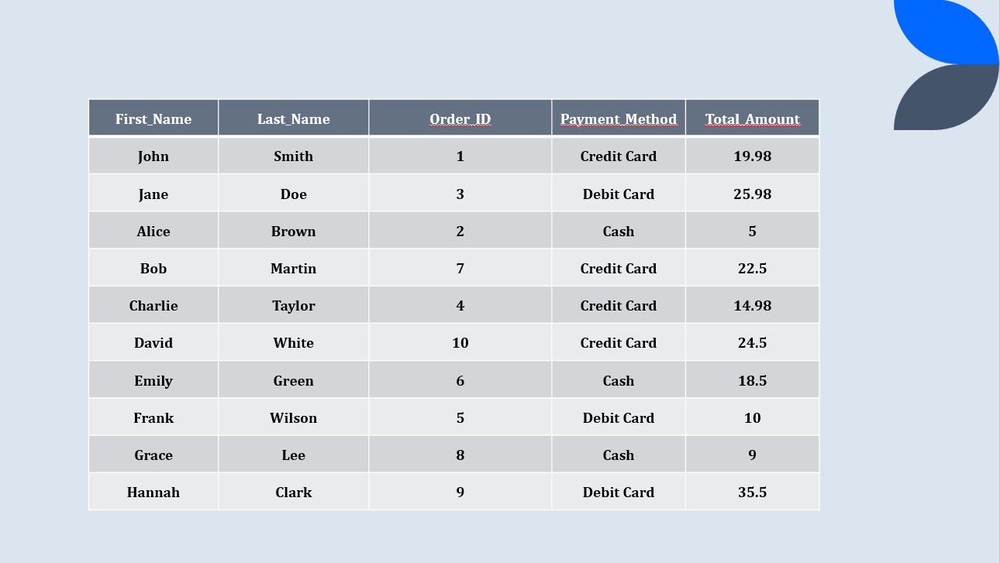 First_Name Last_Name Order_ID Payment_Method Total_Amount
John Smith 1 Credit Card 19.98
Jane Doe 3 Debit Card 25.98
Alice Brown 2 Cash 5
Bob Martin 7 Credit Card 22.5
Charlie Taylor 4 Credit Card 14.98
David White 10 Credit Card 24.5
Emily Green 6 Cash 18.5
Frank Wilson 5 Debit Card 10
Grace Lee 8 Cash 9
Hannah Clark 9 Debit Card 35.5